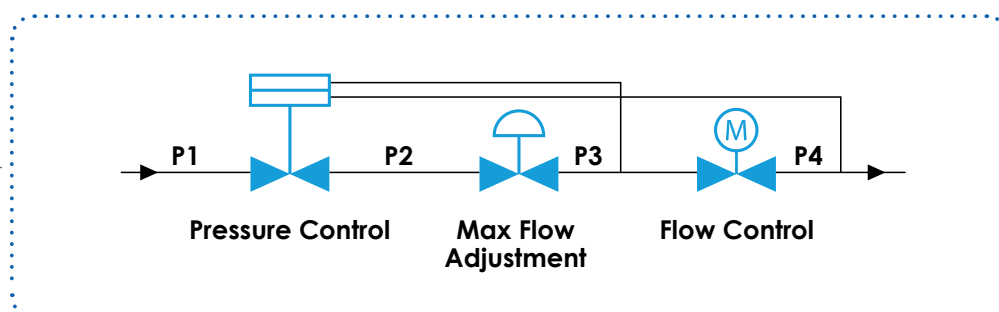 M
P1
P2
P3
P4
Pressure Control
Max Flow
Adjustment
Flow Control